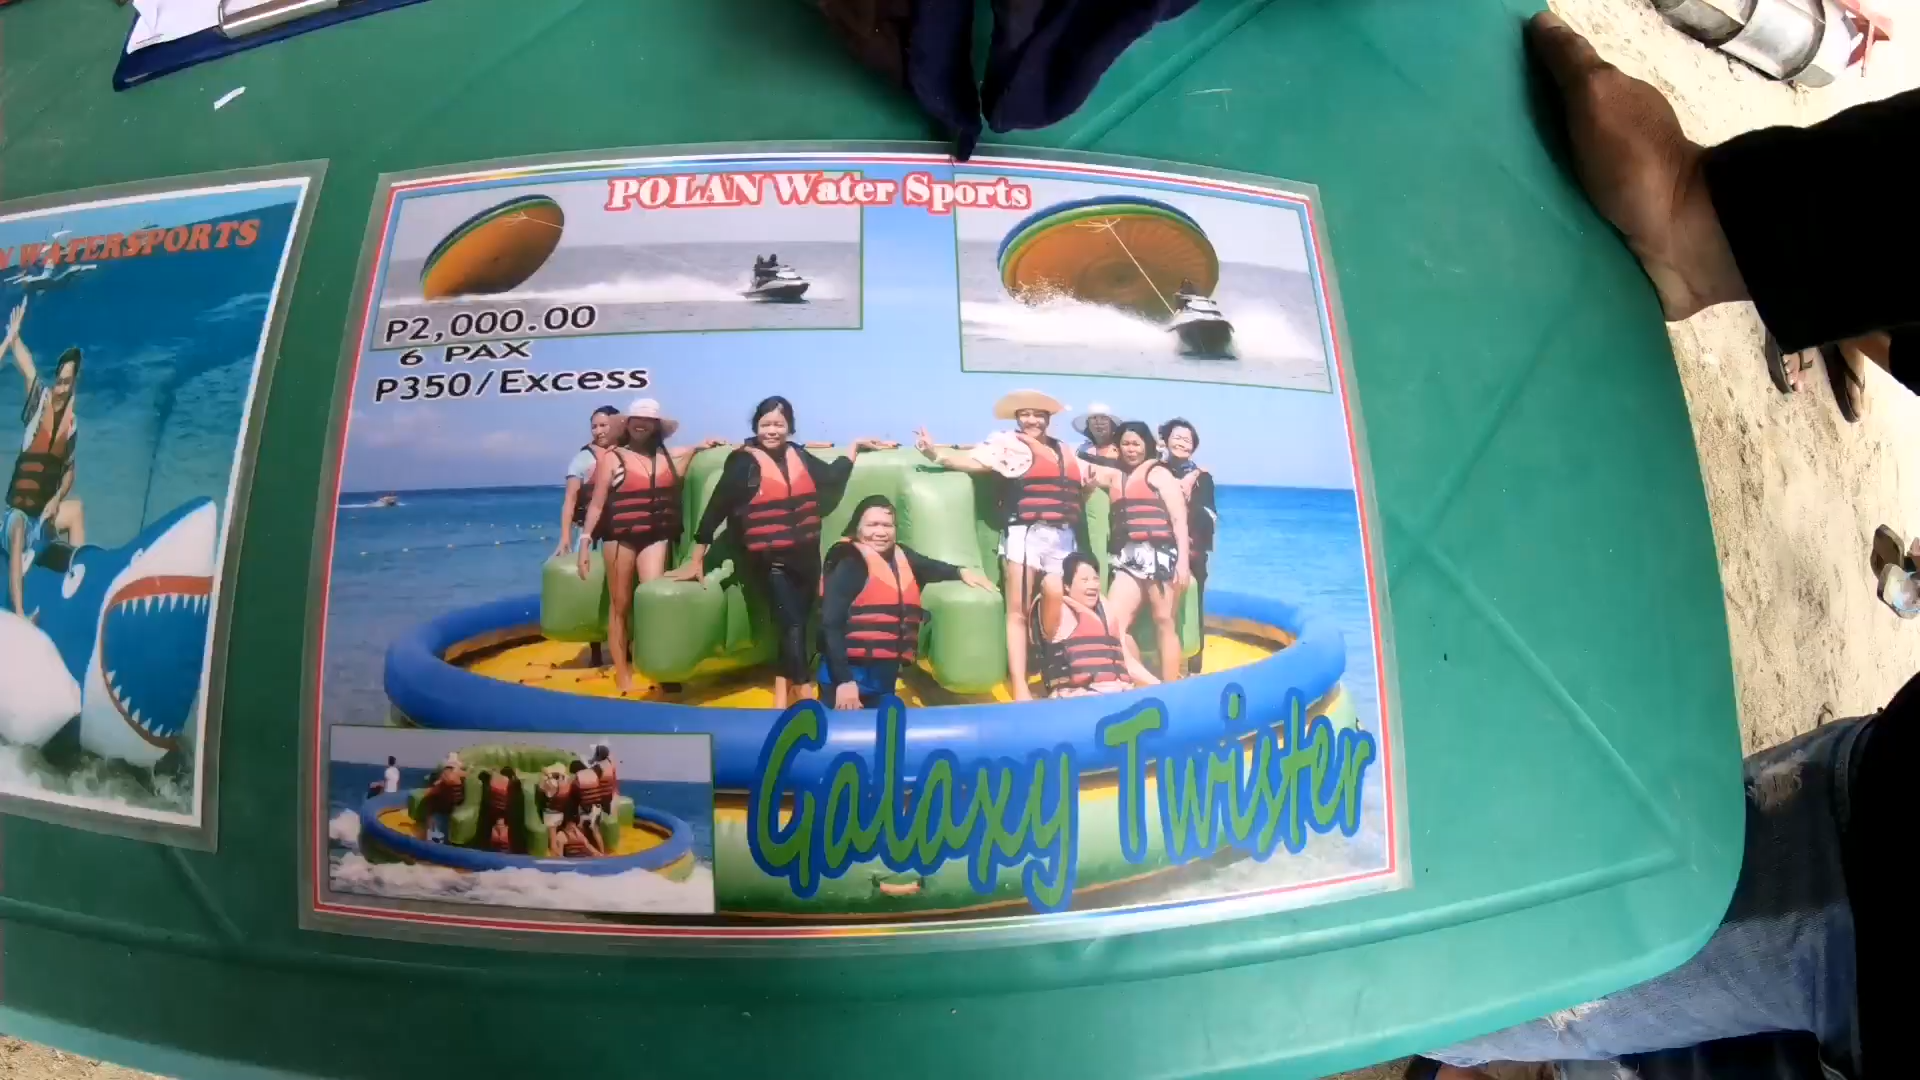 WATERSPORTS
POLAN Water Sports
P2,000.00
6 PAX
P350/Excess
Galaxy Twister